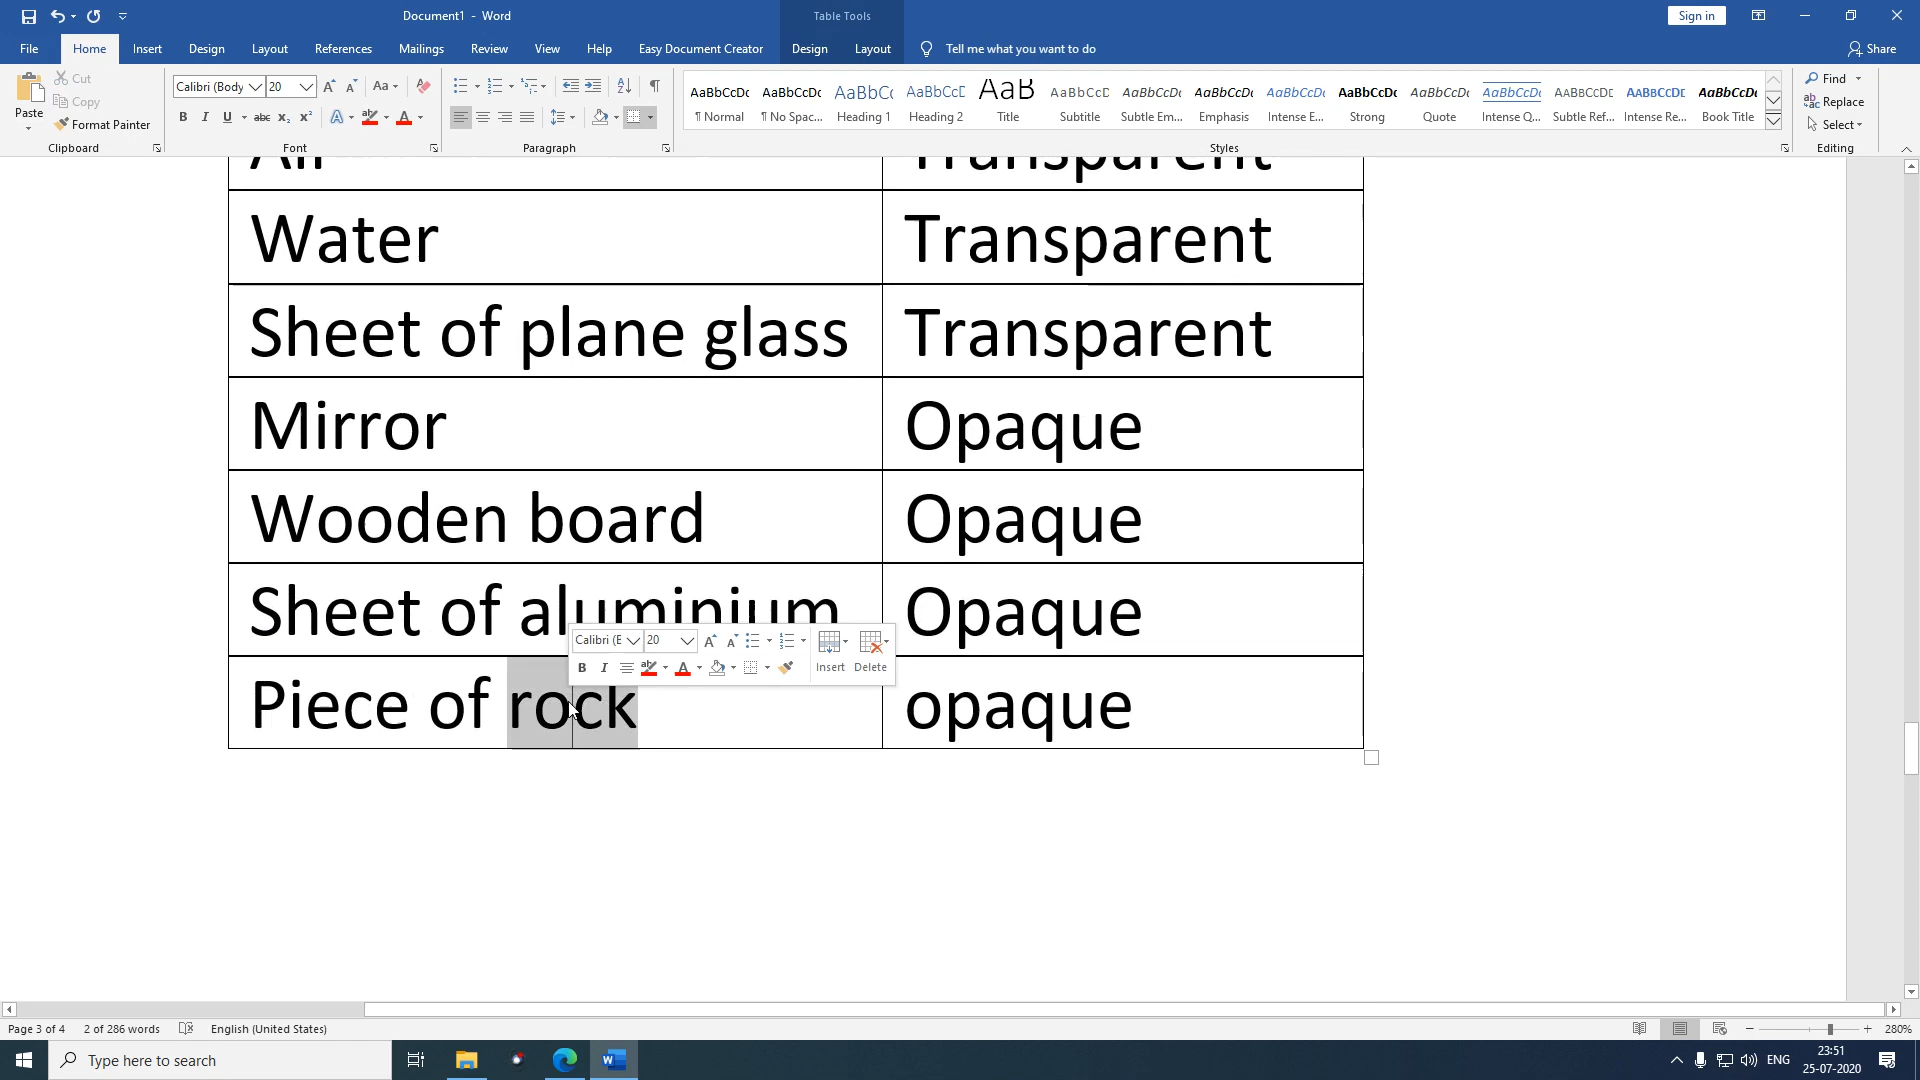 Document1 - Word
Table Tools
Sign in
File Home Insert Design Layout References Mailings Review View Help Easy Document Creator Design Layout Tell me what you want to do Share
Paste
Cut
Copy
Format Painter
Clipboard
Calibri (Body 20
Font
Paragraph
AaBbCcDc AaBbCcDc AaBbCc AaBbCcD AaB AaBbCcD AaBbCcDc AaBbCcDc AaBbCcDc AaBbCcDc AaBbCcDc AaBbCcDc AABBCCDE AABBCCDE AaBbCcDc
¶ Normal ¶ No Spac... Heading 1 Heading 2 Title Subtitle Subtle Em... Emphasis Intense E... Strong Quote Intense Q... Subtle Ref... Intense Re... Book Title
Styles
Find
Replace
Select
Editing
Air Transparent
Water Transparent
Sheet of plane glass Transparent
Mirror Opaque
Wooden board Opaque
Sheet of aluminium Opaque
Calibri (E 20
Insert Delete
Piece of rock opaque
Page 3 of 4 2 of 286 words English (United States) 280%
Type here to search
ENG
23:51
25-07-2020